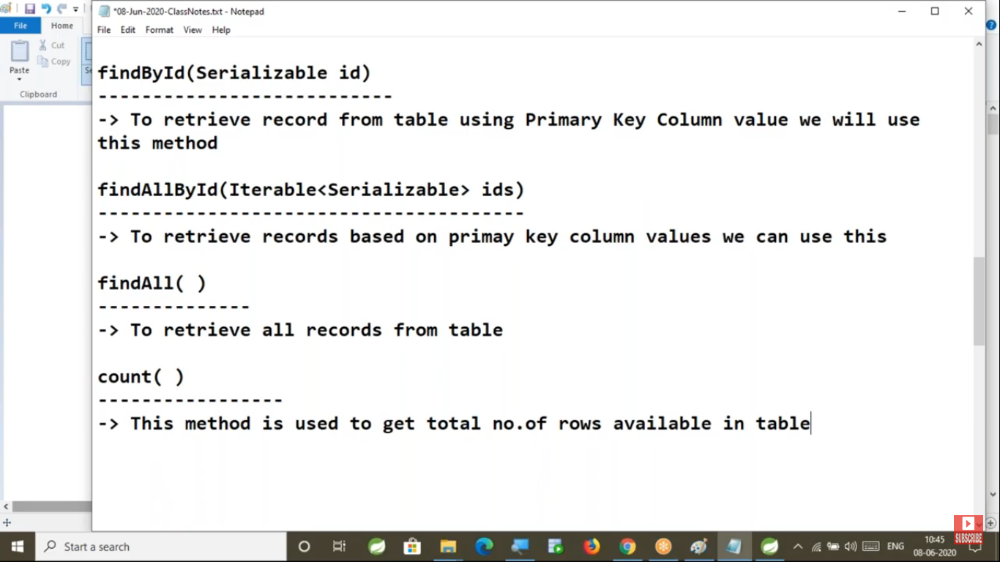 *08-Jun-2020-ClassNotes.txt - Notepad
File Home
File Edit Format View Help
Cut
Copy
Paste
Clipboard
findById(Serializable id)
---------------------------
-> To retrieve record from table using Primary Key Column value we will use
this method
findAllById(Iterable<Serializable> ids)
---------------------------------------
-> To retrieve records based on primay key column values we can use this
findAll( )
--------------
-> To retrieve all records from table
count( )
-----------------
-> This method is used to get total no.of rows available in table
SUBSCRIBE
Start a search
ENG
10:45
08-06-2020